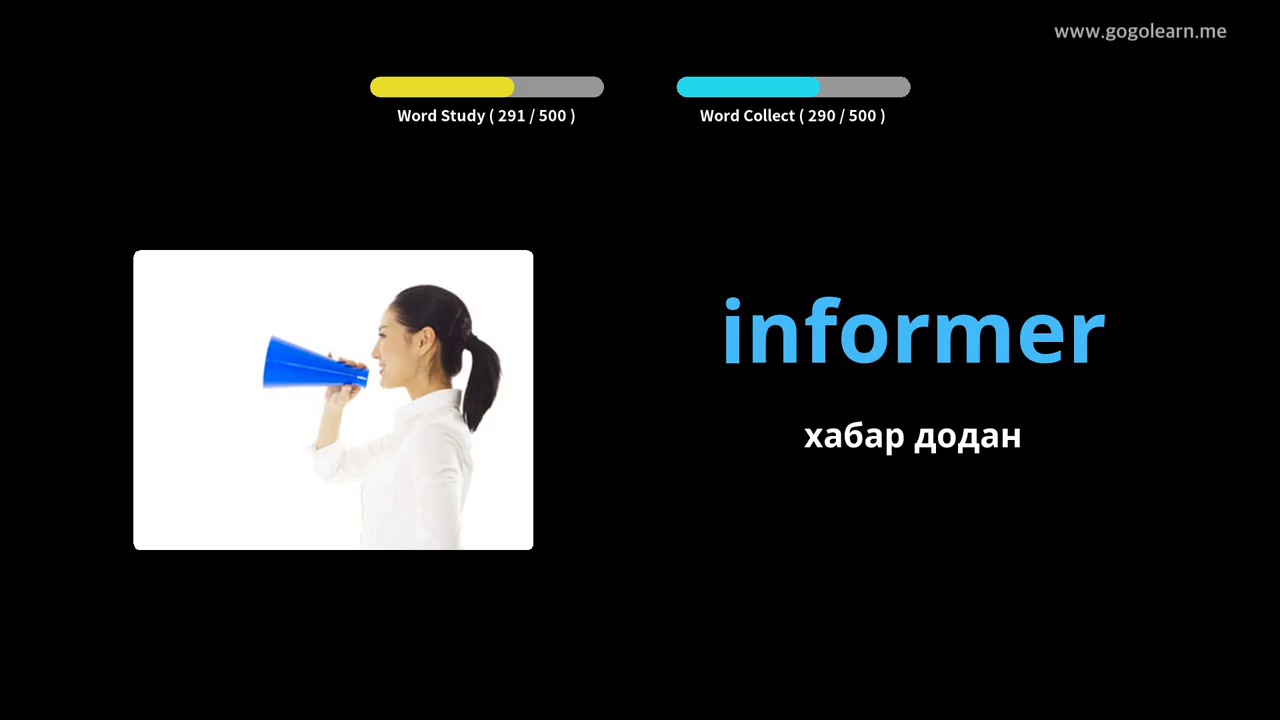 www.gogolearn.me
Word Study ( 291 / 500 )
Word Collect ( 290 / 500 )
informer
хабар додан